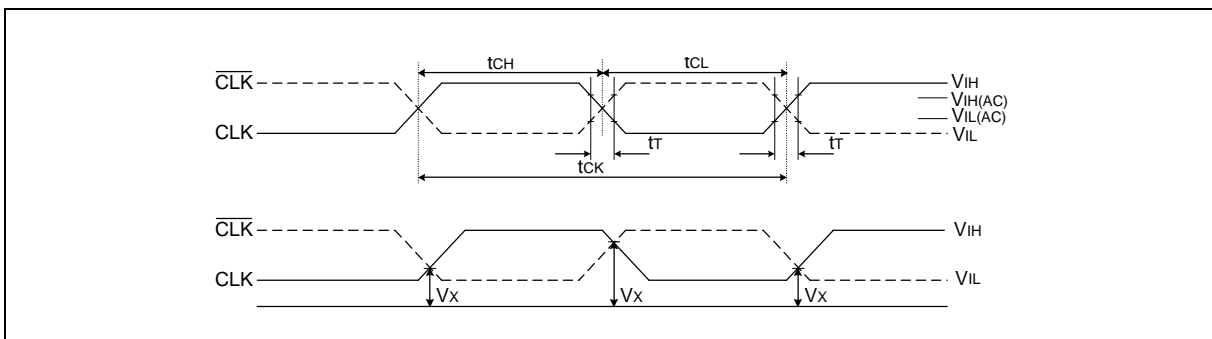 tCH tCL
CLK VIH
VIH(AC)
VIL(AC)
CLK VIL
tT tT
tCK
CLK VIH
CLK VIL
VX VX VX